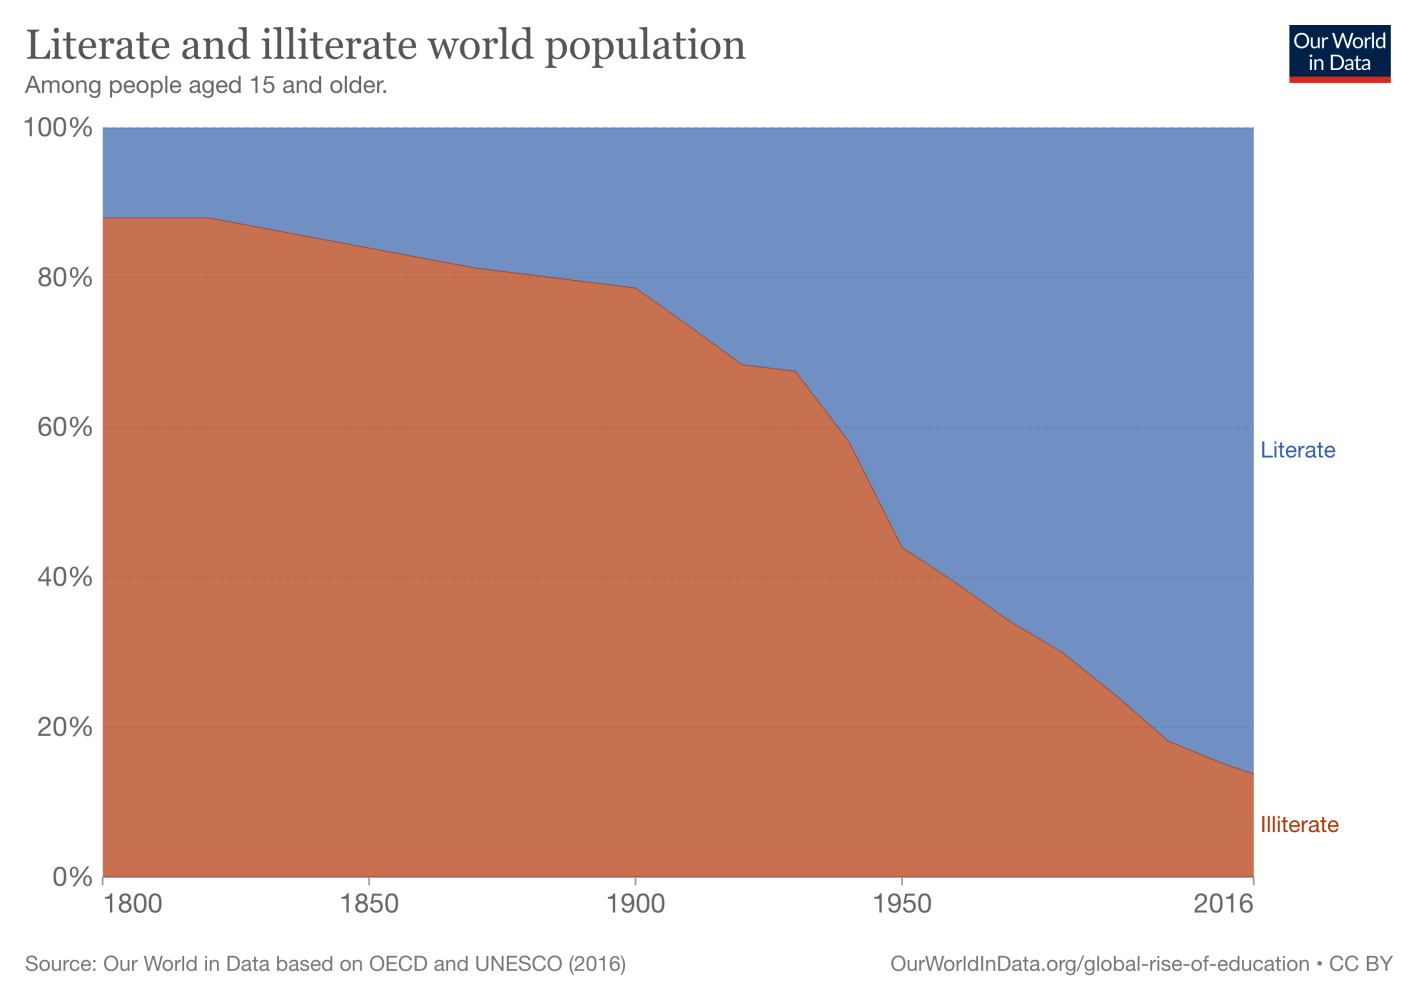 Literate and illiterate world population
Among people aged 15 and older.
Our World
in Data
100%
80%
60%
40%
20%
0%
Literate
Illiterate
1800
1850
1900
1950
2016
Source: Our World in Data based on OECD and UNESCO (2016)
OurWorldInData.org/global-rise-of-education • CC BY